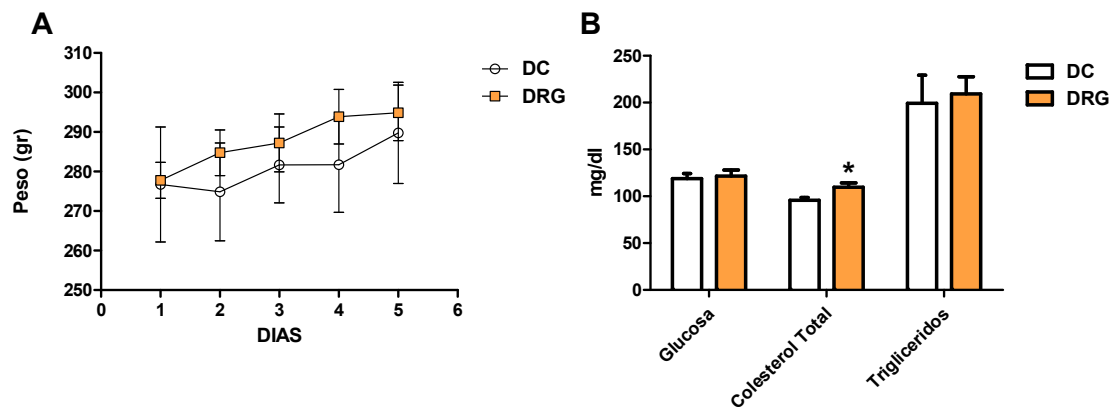 A
310
300
290
280
270
260
250
Peso (gr)
0
1
2
3
4
5
6
DIAS
DC
DRG
B
250
200
150
100
50
0
mg/dl
*
Glucosa
Colesterol Total
Trigliceridos
DC
DRG